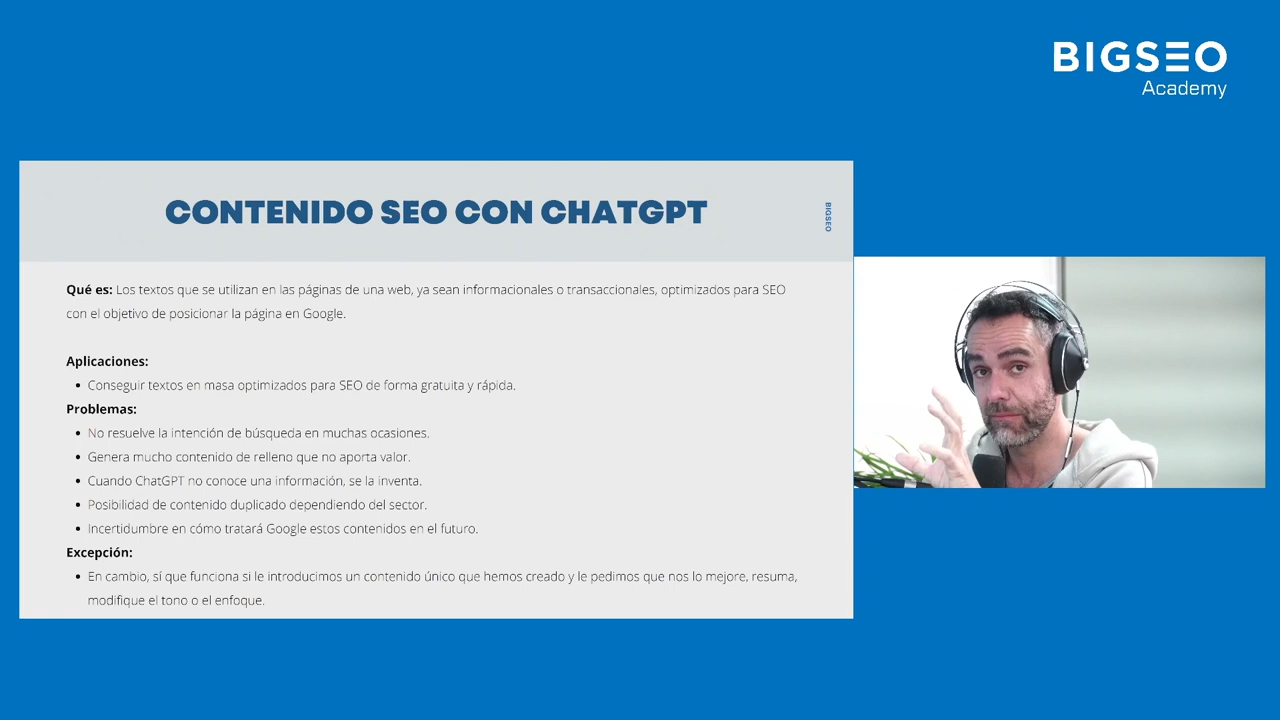 BIGSEO
Academy
CONTENIDO SEO CON CHATGPT
BIGSEO
Qué es: Los textos que se utilizan en las páginas de una web, ya sean informacionales o transaccionales, optimizados para SEO
con el objetivo de posicionar la página en Google.
Aplicaciones:
• Conseguir textos en masa optimizados para SEO de forma gratuita y rápida.
Problemas:
• No resuelve la intención de búsqueda en muchas ocasiones.
• Genera mucho contenido de relleno que no aporta valor.
• Cuando ChatGPT no conoce una información, se la inventa.
• Posibilidad de contenido duplicado dependiendo del sector.
• Incertidumbre en cómo tratará Google estos contenidos en el futuro.
Excepción:
• En cambio, sí que funciona si le introducimos un contenido único que hemos creado y le pedimos que nos lo mejore, resuma,
modifique el tono o el enfoque.